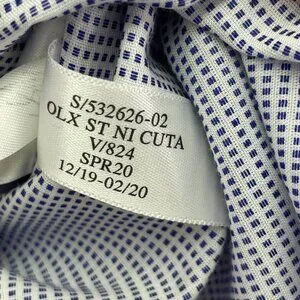 S/532626-02
OLX ST NI CUTA
V/824
SPR20
12/19-02/20